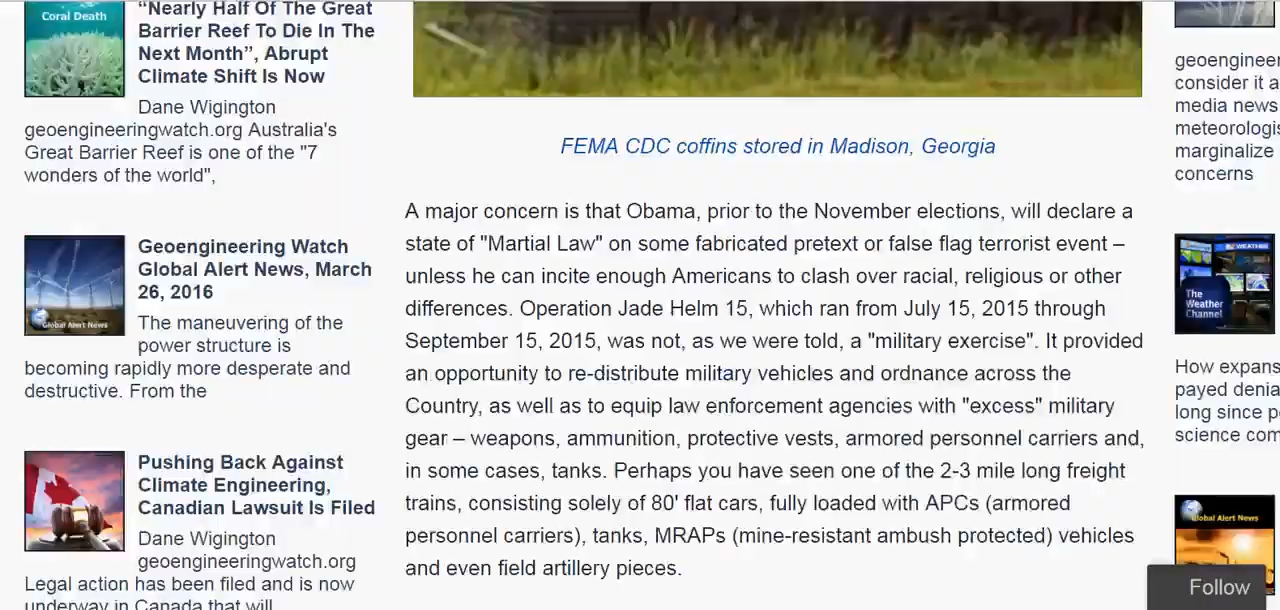 Coral Death
“Nearly Half Of The Great
Barrier Reef To Die In The
Next Month”, Abrupt
Climate Shift Is Now
Dane Wigington
geoengineeringwatch.org Australia's
Great Barrier Reef is one of the "7
wonders of the world",
Geoengineering Watch
Global Alert News, March
26, 2016
Global Alert News
The maneuvering of the
power structure is
becoming rapidly more desperate and
destructive. From the
Pushing Back Against
Climate Engineering,
Canadian Lawsuit Is Filed
Dane Wigington
geoengineeringwatch.org
Legal action has been filed and is now
underway in Canada that will
FEMA CDC coffins stored in Madison, Georgia
A major concern is that Obama, prior to the November elections, will declare a
state of "Martial Law" on some fabricated pretext or false flag terrorist event –
unless he can incite enough Americans to clash over racial, religious or other
differences. Operation Jade Helm 15, which ran from July 15, 2015 through
September 15, 2015, was not, as we were told, a "military exercise". It provided
an opportunity to re-distribute military vehicles and ordnance across the
Country, as well as to equip law enforcement agencies with "excess" military
gear – weapons, ammunition, protective vests, armored personnel carriers and,
in some cases, tanks. Perhaps you have seen one of the 2-3 mile long freight
trains, consisting solely of 80' flat cars, fully loaded with APCs (armored
personnel carriers), tanks, MRAPs (mine-resistant ambush protected) vehicles
and even field artillery pieces.
geoengineer
consider it a
media news
meteorologis
marginalize
concerns
WEATHER
The
Weather
Channel
How expans
payed denia
long since p
science com
Global Alert News
Follow